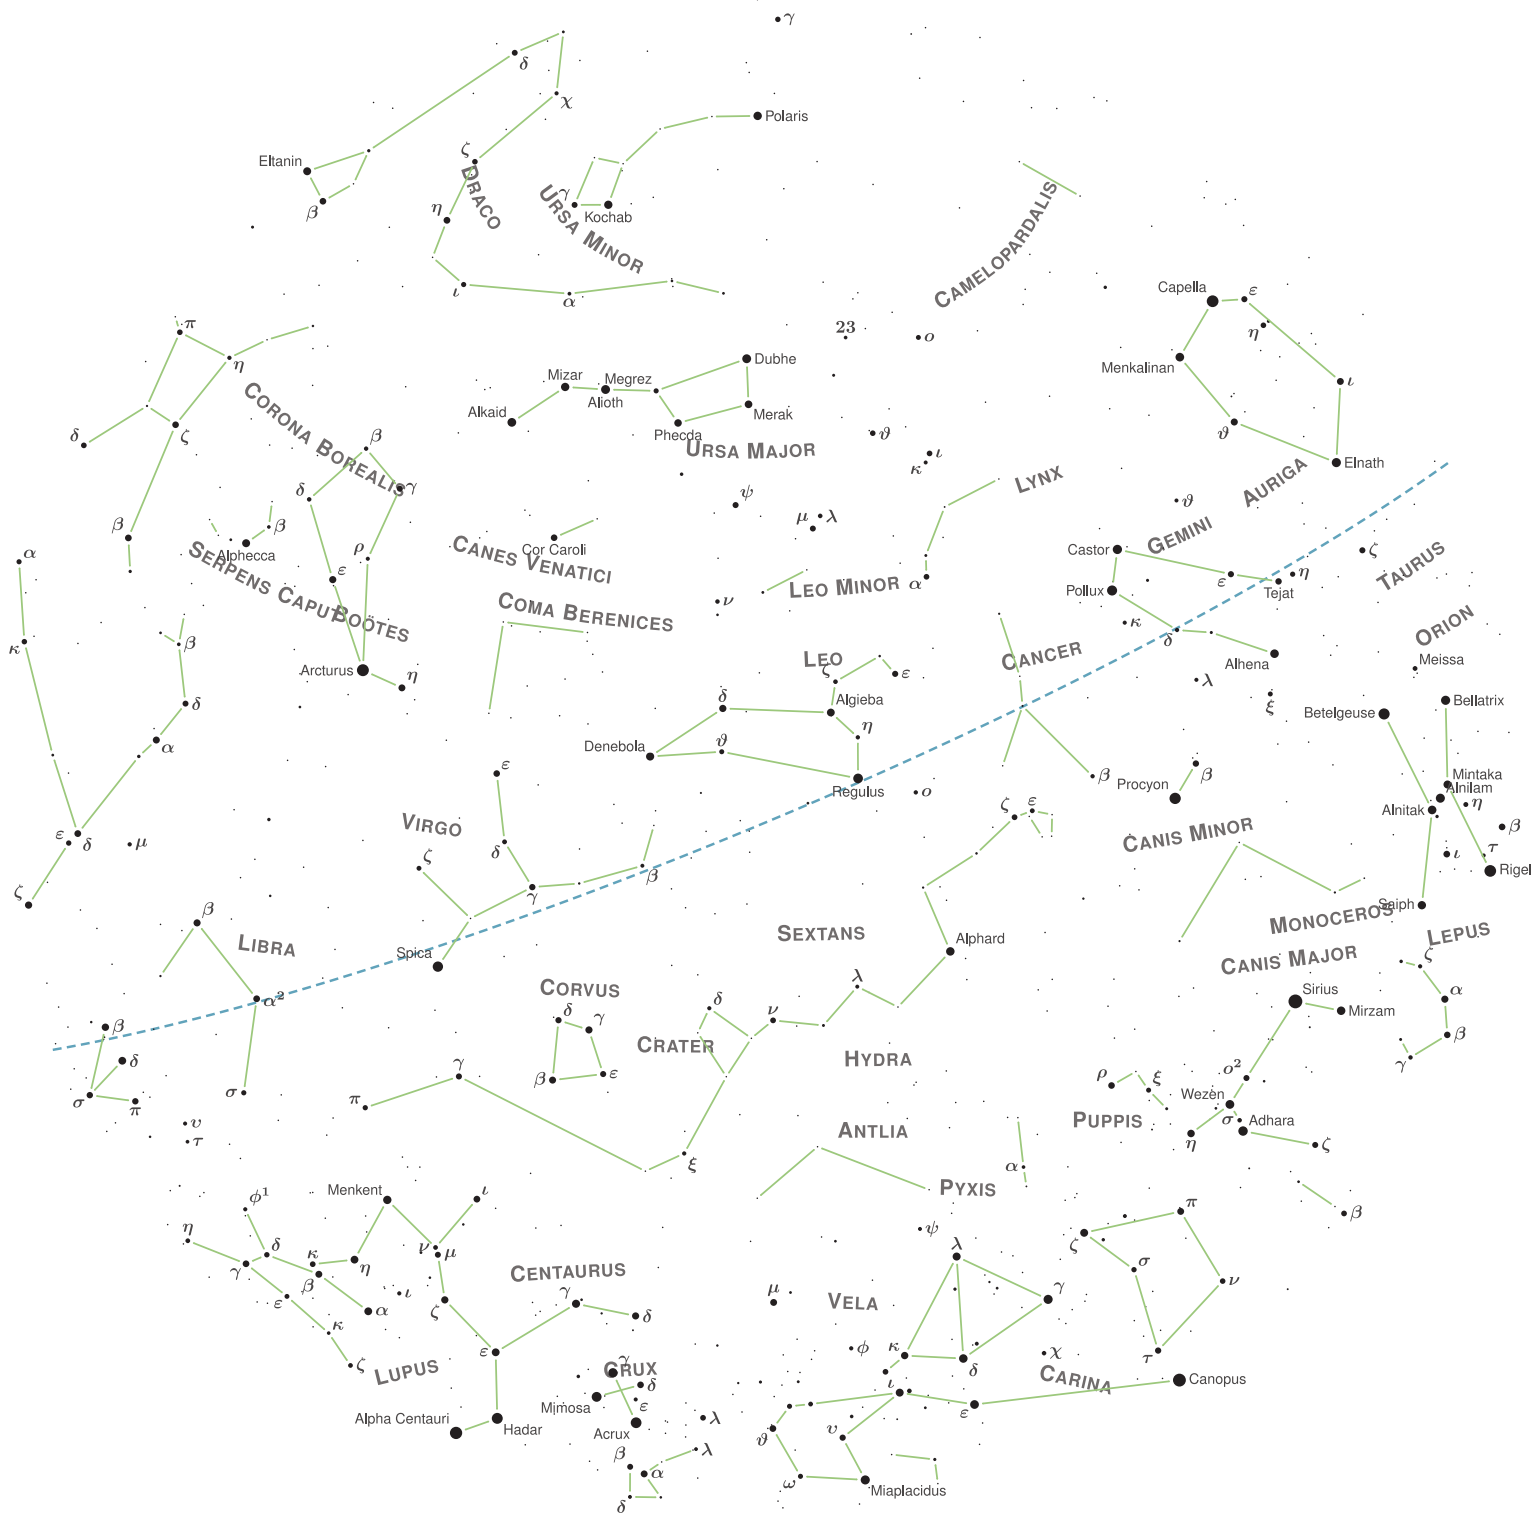 γ
δ
χ
Polaris
ζ
Eltanin
DRACO
β
η
URSA MINOR
γ
Kochab
CAMELOPARDALIS
ι
α
Capella
ε
η
π
η
23
ο
Menkalinan
ι
Dubhe
Mizar
Megrez
Alioth
Merak
Alkaid
Phecda
URSA MAJOR
ϑ
ϑ
Elnath
AURIGA
CORONA BOREALIS
δ
ζ
β
γ
δ
ι
κ
LYNX
ψ
ϑ
μ
λ
β
β
Alphecca
SERPENS CAPUT
ρ
ε
BOÖTES
Cor Caroli
CANES VENATICI
GEMINI
Castor
ζ
TAURUS
α
LEO MINOR
α
ε
η
Tejat
Pollux
ν
COMA BERENICES
κ
δ
ORION
κ
β
Arcturus
η
LEO
ζ
ε
CANCER
Alhena
Meissa
λ
ξ
δ
α
δ
Algieba
η
Betelgeuse
Bellatrix
Denebola
ϑ
Regulus
ε
β
Procyon
β
Mintaka
Alnilam
Alnitak
η
ο
ζ
ε
β
VIRGO
CANIS MINOR
ε
δ
μ
ζ
δ
γ
β
ι
τ
Rigel
ζ
β
LIBRA
Spica
SEXTANS
Alphard
MONOCEROS
Saiph
LEPUS
CANIS MAJOR
ζ
α²
CORVUS
λ
Sirius
Mirzam
α
β
δ
γ
δ
ν
CRATER
HYDRA
β
γ
δ
β
ε
γ
ο²
σ
π
σ
π
ρ
ξ
Wezen
PUPPIS
σ
Adhara
η
ζ
υ
τ
ANTLIA
ξ
α
PYXIS
β
φ¹
Menkent
ι
ψ
π
η
δ
κ
ν
μ
η
γ
β
λ
ζ
σ
ν
CENTAURUS
ε
ι
α
ζ
γ
δ
μ
VELA
γ
κ
ζ
LUPUS
ε
CRUX
γ
δ
φ
κ
δ
χ
τ
CARINA
Canopus
Mimosa
ε
Acrux
Alpha Centauri
Hadar
λ
ι
ε
ϑ
υ
β
α
λ
δ
ω
Miaplacidus